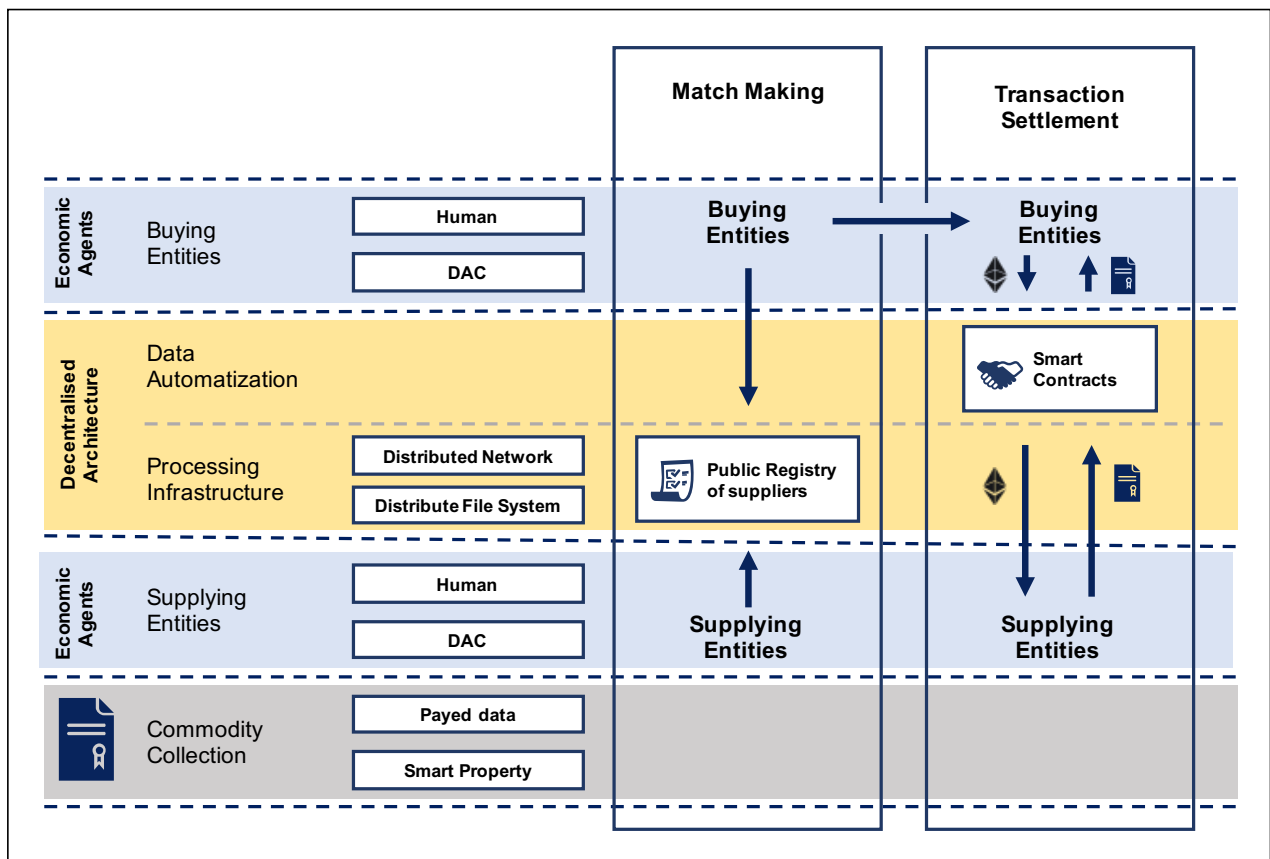 Match Making
Transaction
Settlement
Economic
Agents
Buying
Entities
Human
DAC
Buying
Entities
Buying
Entities
Decentralised
Architecture
Data
Automatization
Smart
Contracts
Processing
Infrastructure
Distributed Network
Distribute File System
Public Registry
of suppliers
Economic
Agents
Supplying
Entities
Human
DAC
Supplying
Entities
Supplying
Entities
Commodity
Collection
Payed data
Smart Property